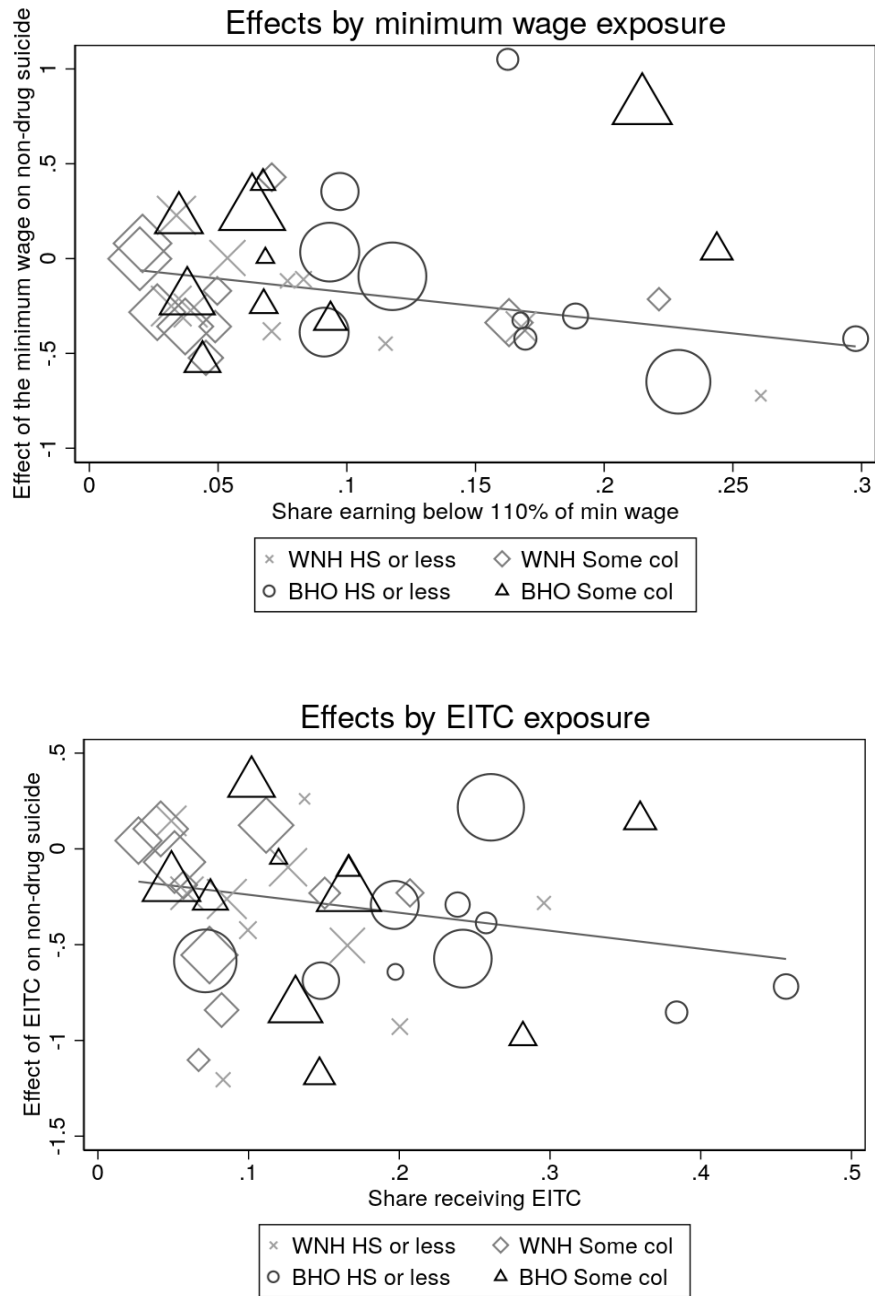 Effects by minimum wage exposure
Effect of the minimum wage on non-drug suicide
1
.5
0
-.5
-1
0 .05 .1 .15 .2 .25 .3
Share earning below 110% of min wage
WNH HS or less WNH Some col
BHO HS or less BHO Some col
Effects by EITC exposure
Effect of EITC on non-drug suicide
.5
0
-.5
-1
-1.5
0 .1 .2 .3 .4 .5
Share receiving EITC
WNH HS or less WNH Some col
BHO HS or less BHO Some col